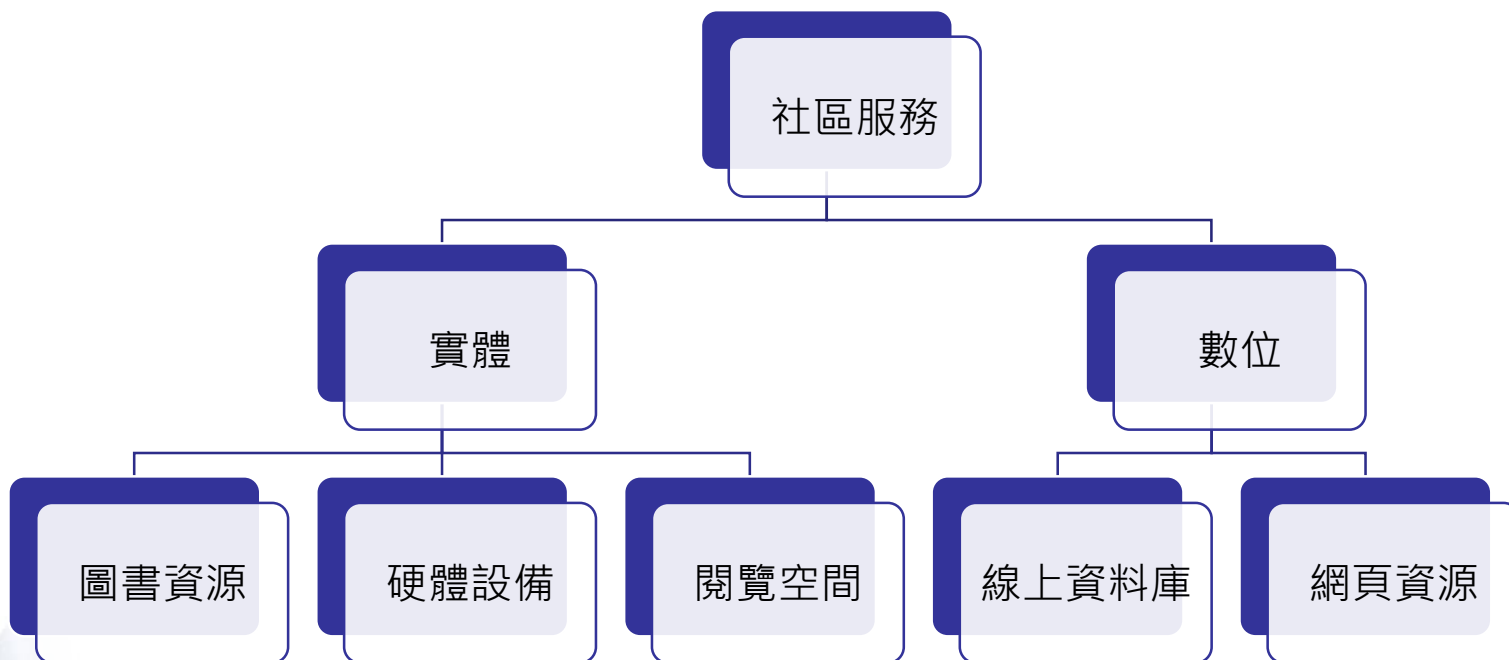 社區服務
實體
數位
圖書資源
硬體設備
閱覽空間
線上資料庫
網頁資源